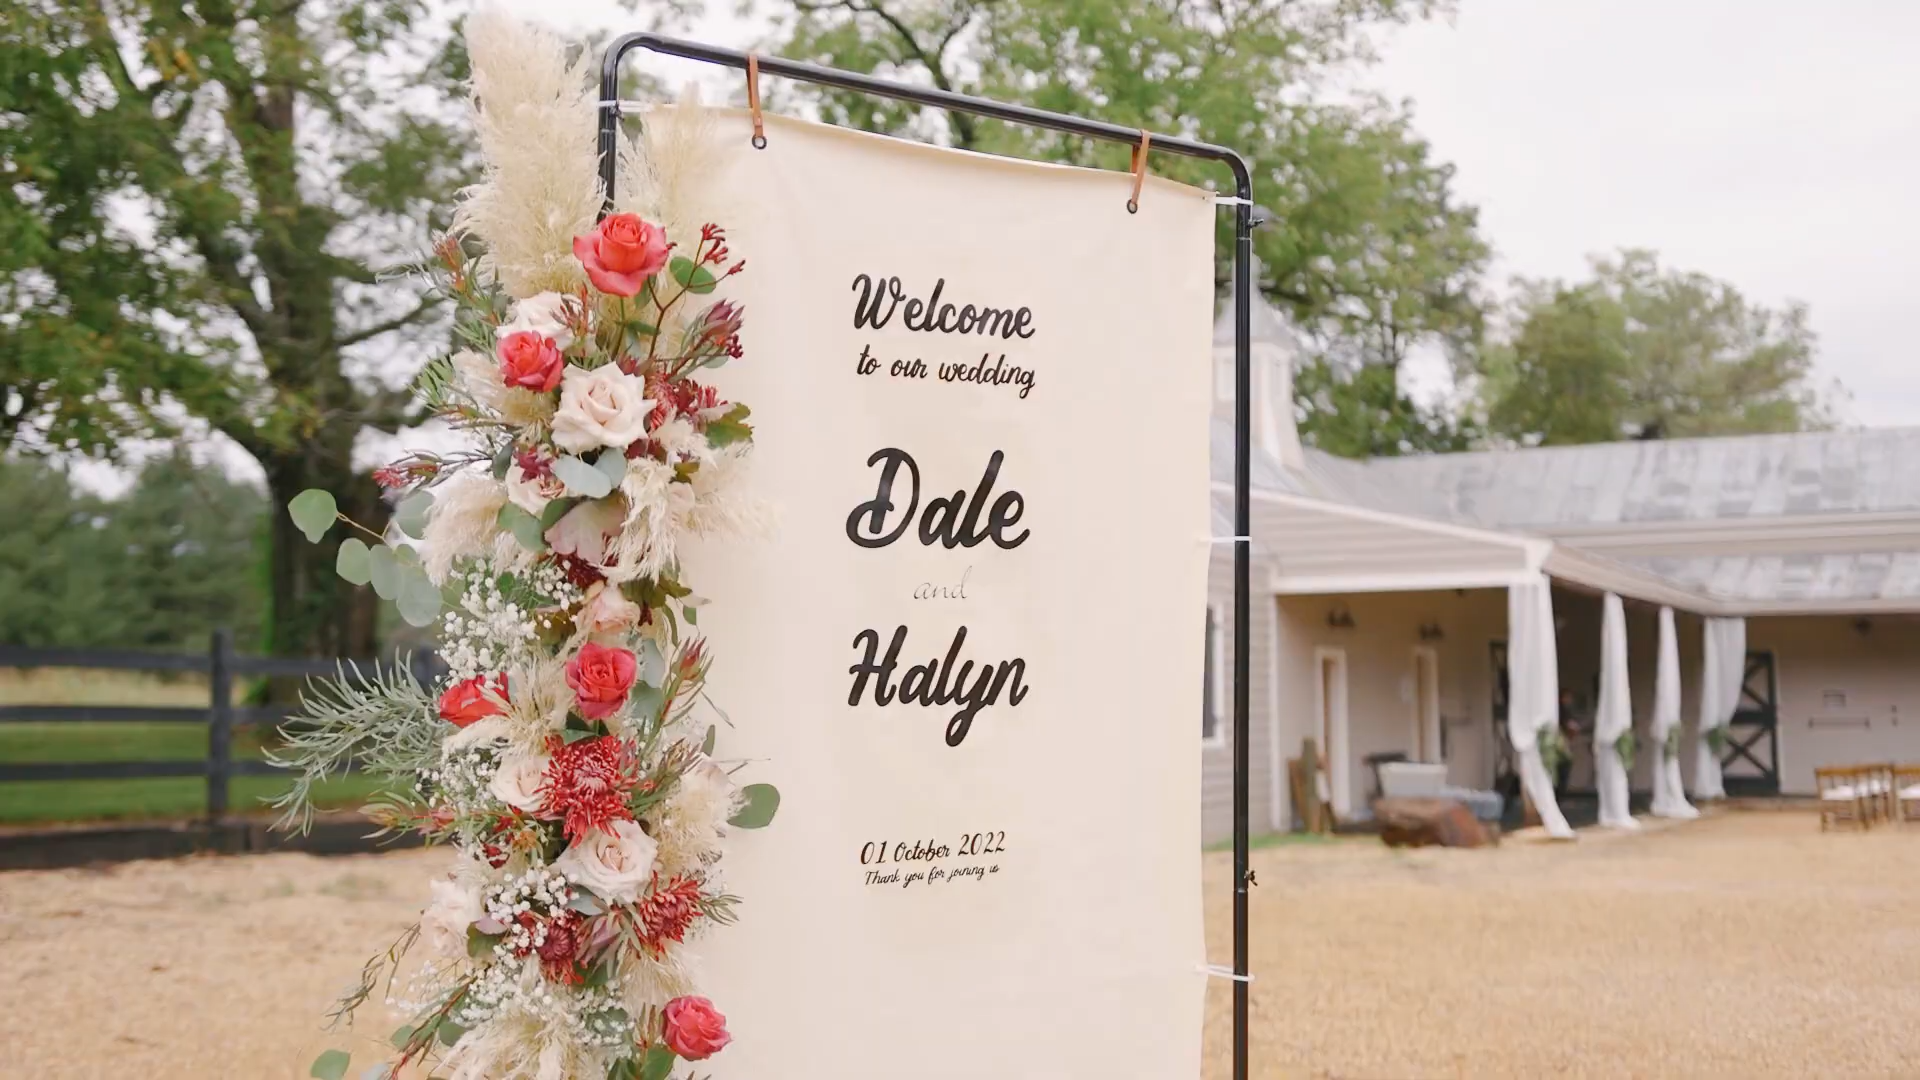 Welcome
to our wedding
Dale
and
Halyn
01 October 2022
Thank you for joining us